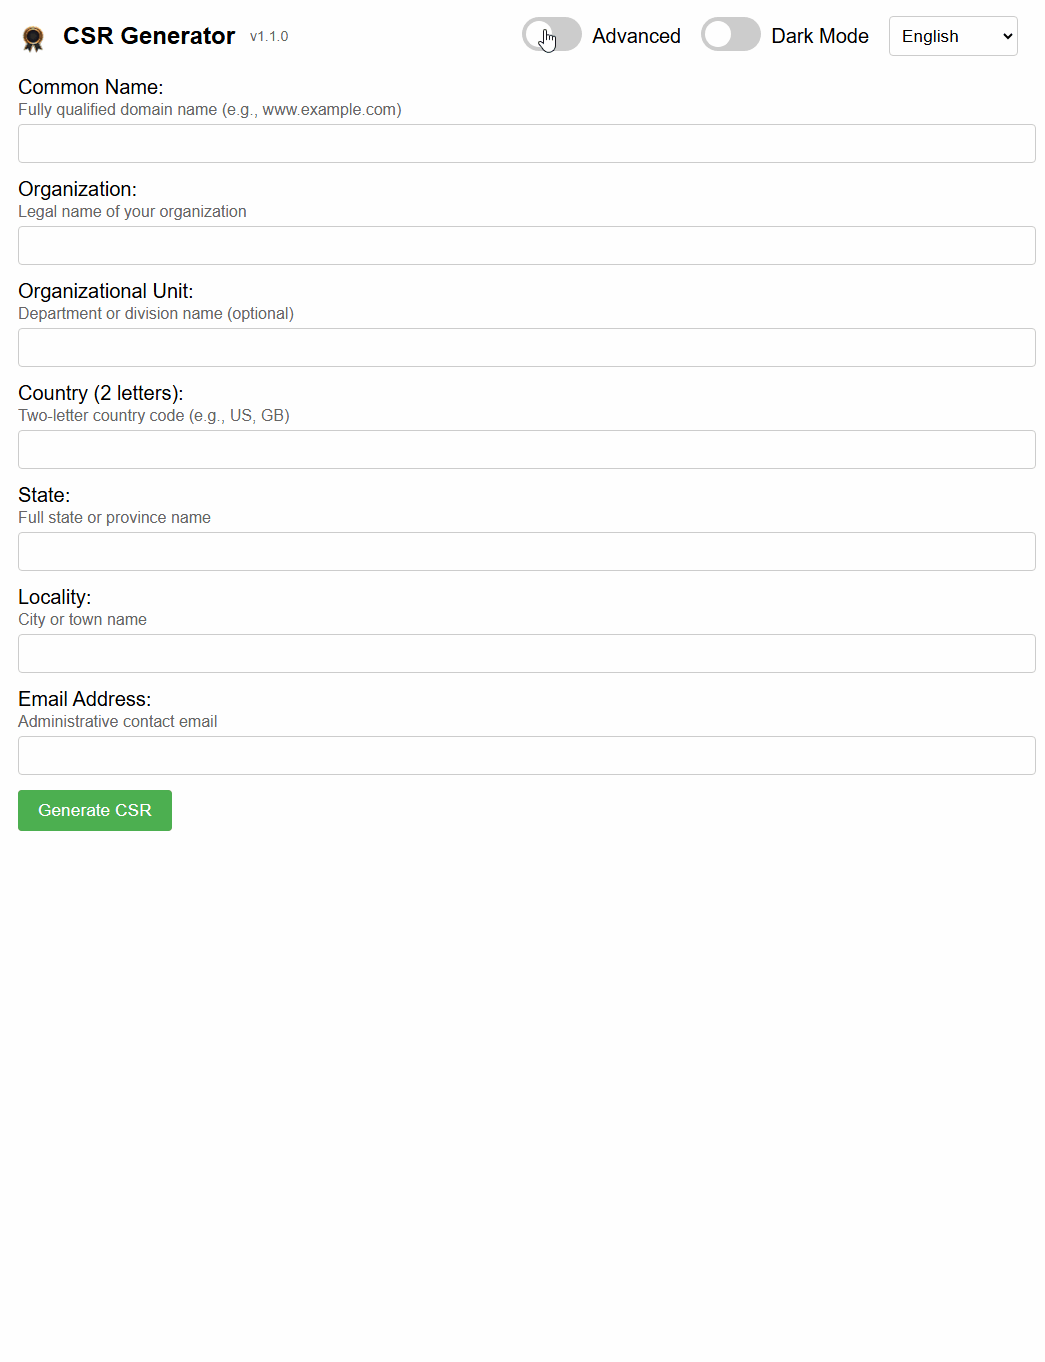 CSR Generator v1.1.0 Advanced Dark Mode English
Common Name:
Fully qualified domain name (e.g., www.example.com)
Organization:
Legal name of your organization
Organizational Unit:
Department or division name (optional)
Country (2 letters):
Two-letter country code (e.g., US, GB)
State:
Full state or province name
Locality:
City or town name
Email Address:
Administrative contact email
Generate CSR